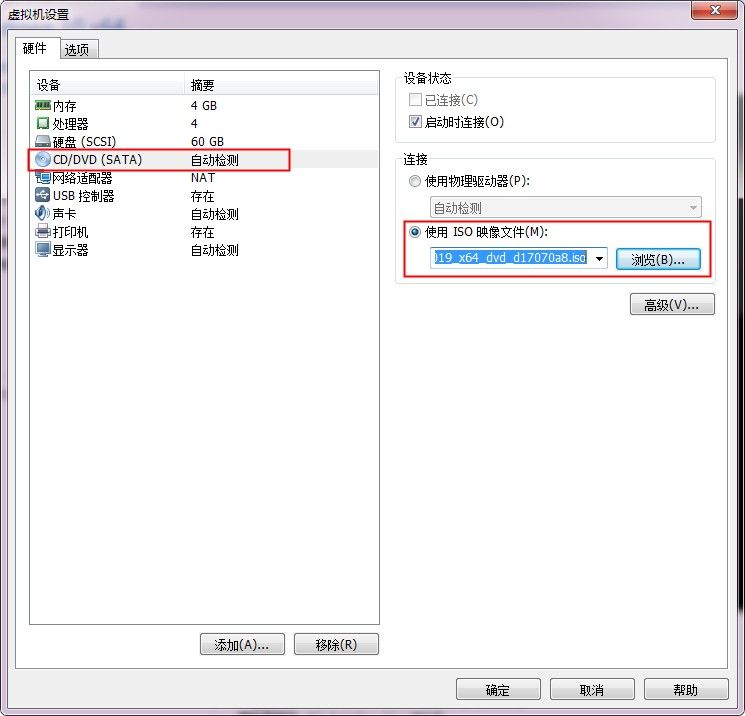 虚拟机设置
硬件 选项
设备 摘要
内存 4 GB
处理器 4
硬盘 (SCSI) 60 GB
CD/DVD (SATA) 自动检测
网络适配器 NAT
USB 控制器 存在
声卡 自动检测
打印机 存在
显示器 自动检测
添加(A)... 移除(R)
设备状态
已连接(C)
启动时连接(O)
连接
使用物理驱动器(P):
自动检测
使用 ISO 映像文件(M):
019_x64_dvd_d17070a8.iso 浏览(B)...
高级(V)...
确定 取消 帮助